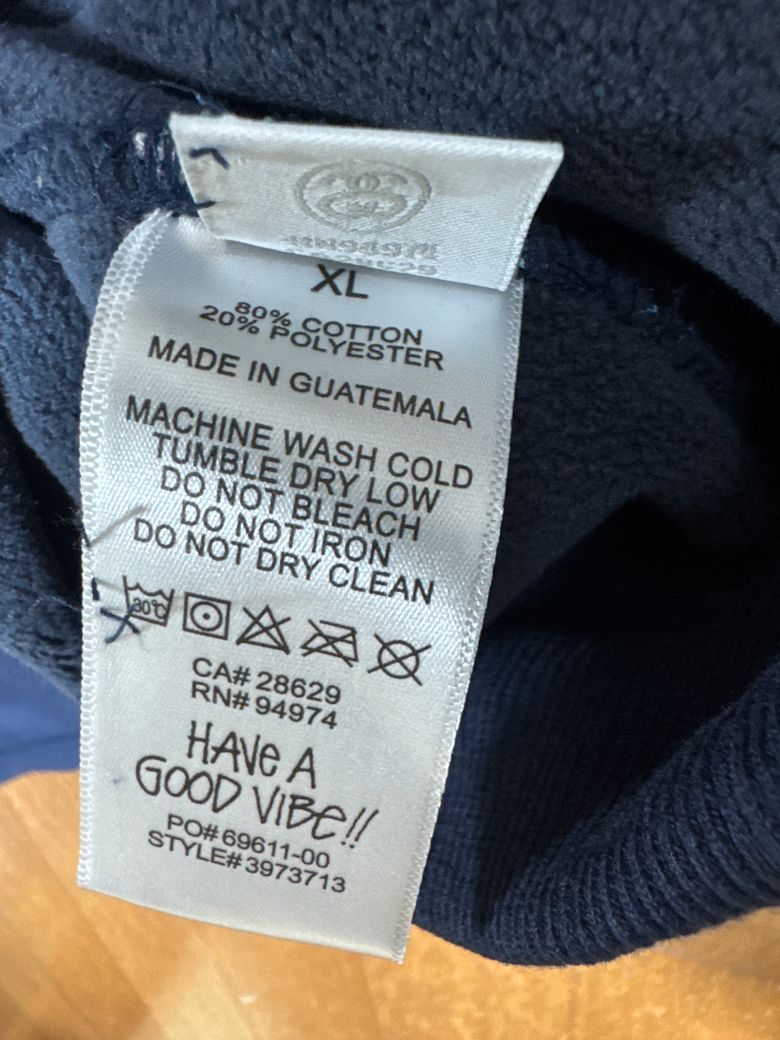 XL
80% COTTON
20% POLYESTER
MADE IN GUATEMALA
MACHINE WASH COLD
TUMBLE DRY LOW
DO NOT BLEACH
DO NOT IRON
DO NOT DRY CLEAN
30°C
CA# 28629
RN# 94974
HAVE A
GOOD VIBE!!
PO# 69611-00
STYLE# 3973713